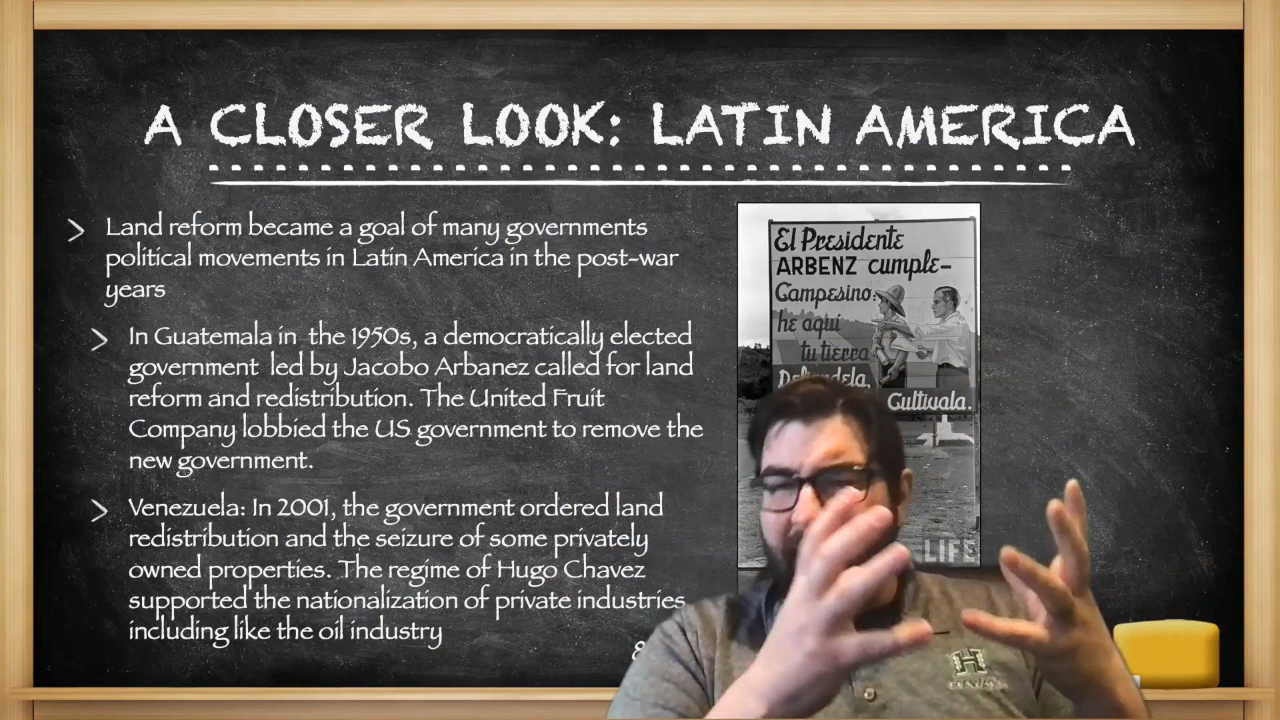 A CLOSER LOOK: LATIN AMERICA
Land reform became a goal of many governments
political movements in Latin America in the post-war
years
In Guatemala in the 1950s, a democratically elected
government led by Jacobo Arbanez called for land
reform and redistribution. The United Fruit
Company lobbied the US government to remove the
new government.
Venezuela: In 2001, the government ordered land
redistribution and the seizure of some privately
owned properties. The regime of Hugo Chavez
supported the nationalization of private industries
including like the oil industry
El Presidente
ARBENZ cumple-
Campesino:
he aquí
tu tierra
Cultivala.
LIFE
H